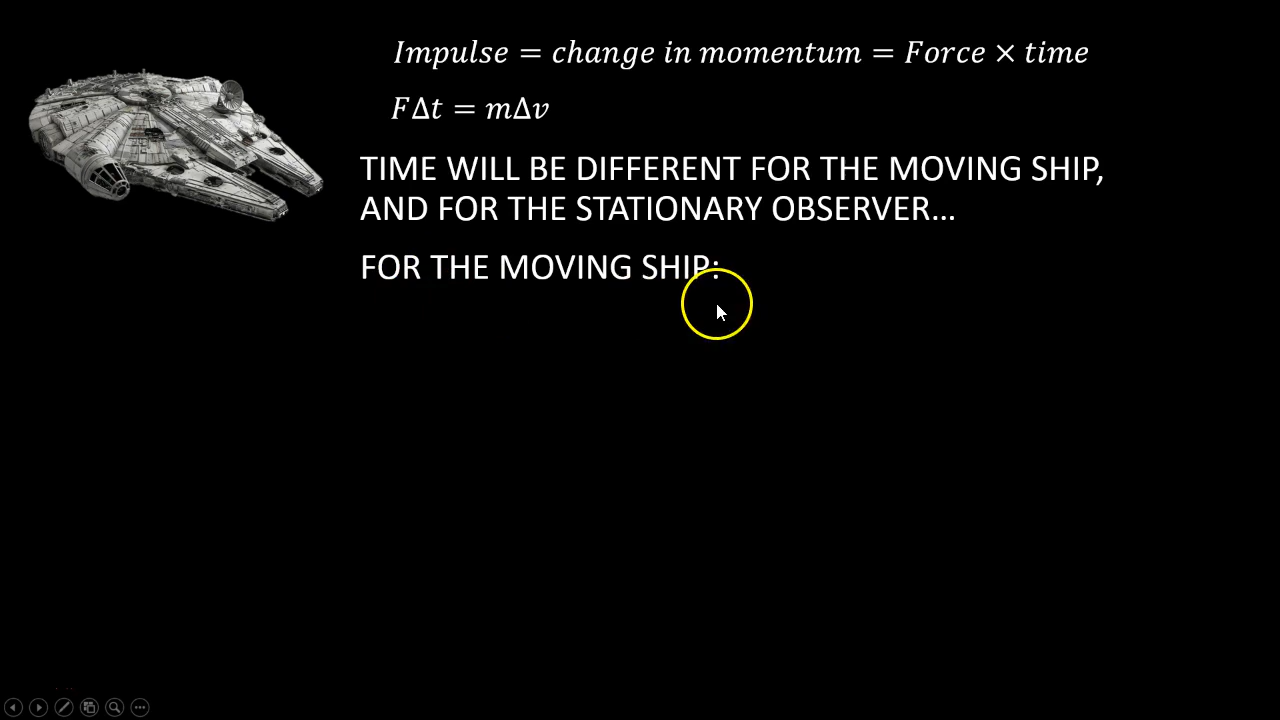 Impulse = change in momentum = Force × time
FΔt = mΔv
TIME WILL BE DIFFERENT FOR THE MOVING SHIP,
AND FOR THE STATIONARY OBSERVER…
FOR THE MOVING SHIP: